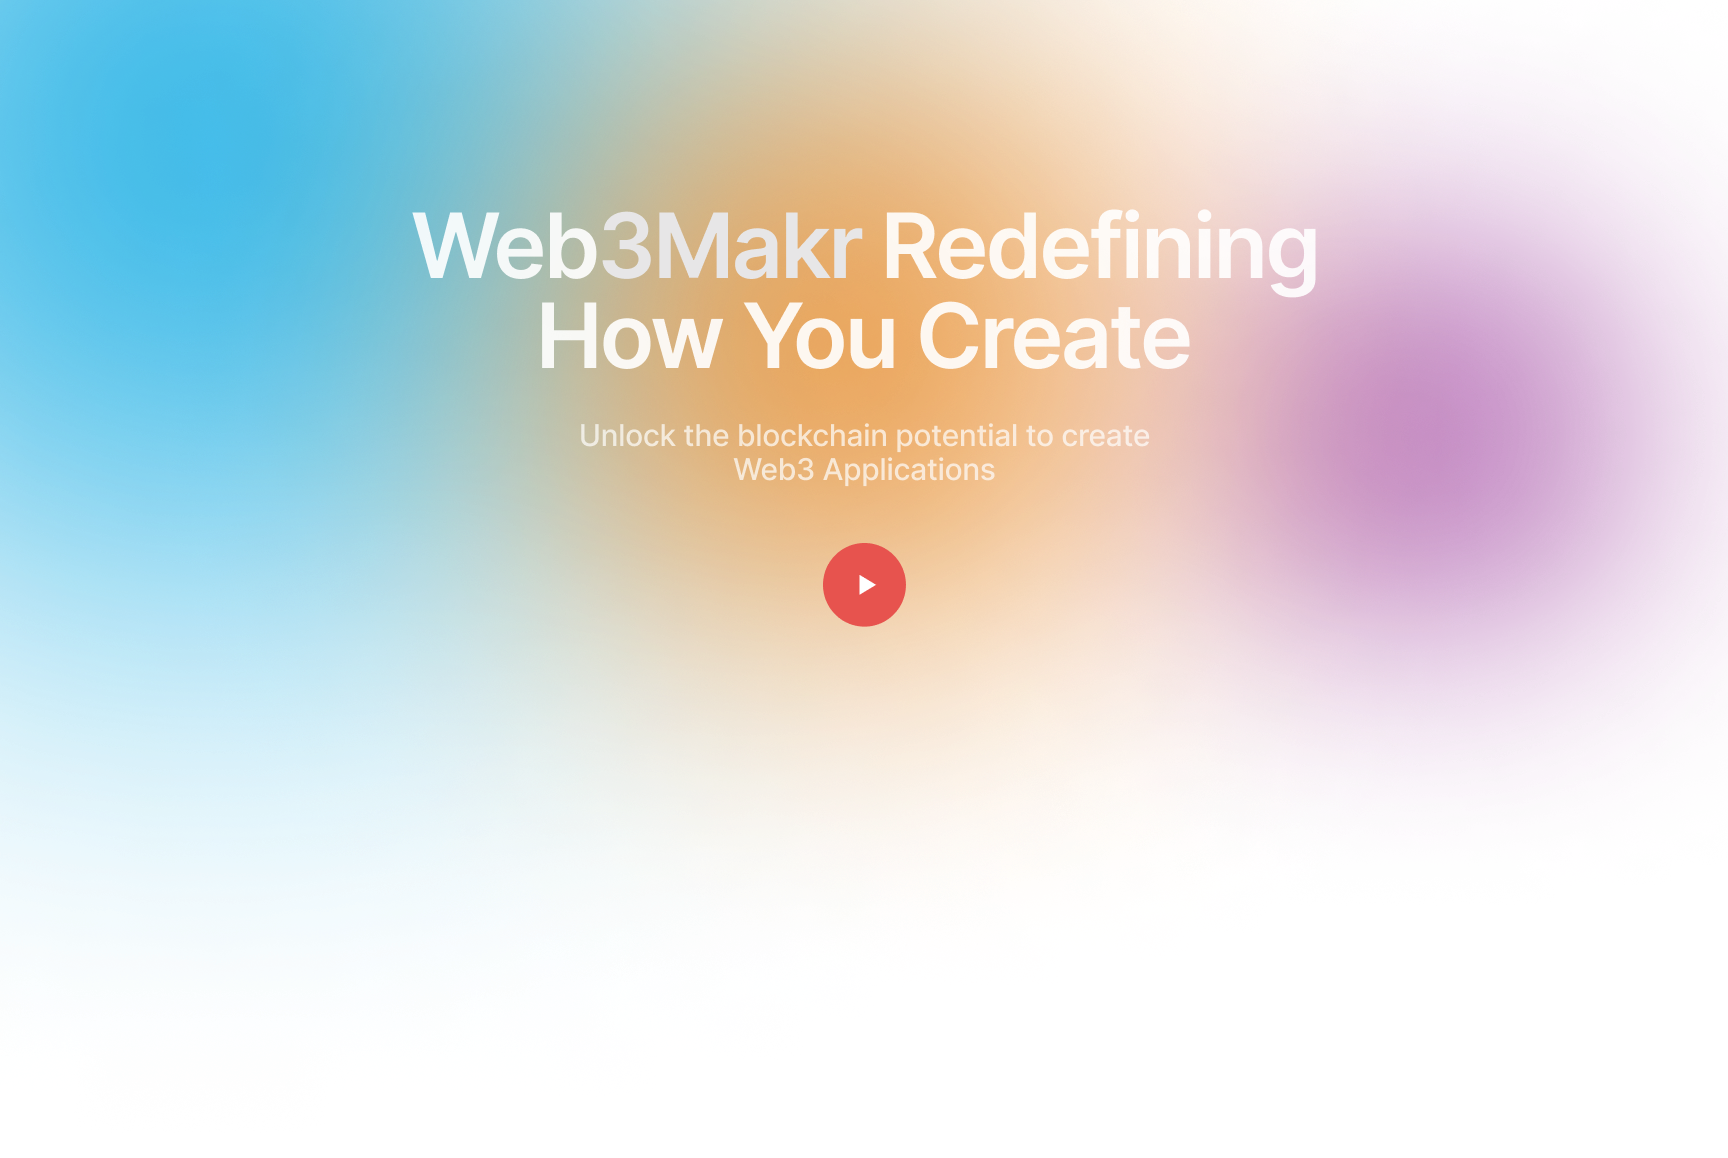 Web3Makr Redefining
How You Create
Unlock the blockchain potential to create
Web3 Applications